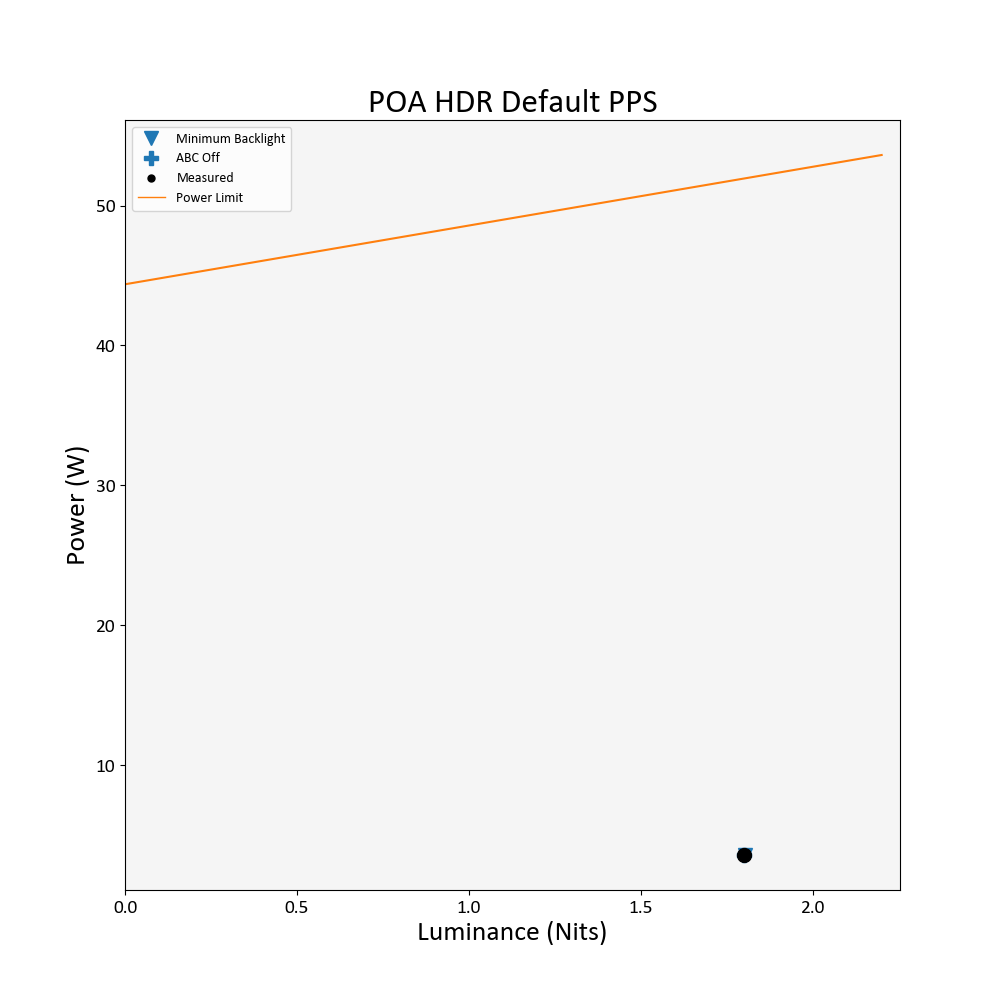 POA HDR Default PPS
Minimum Backlight
ABC Off
Measured
Power Limit
50
40
30
20
10
Power (W)
0.0 0.5 1.0 1.5 2.0
Luminance (Nits)